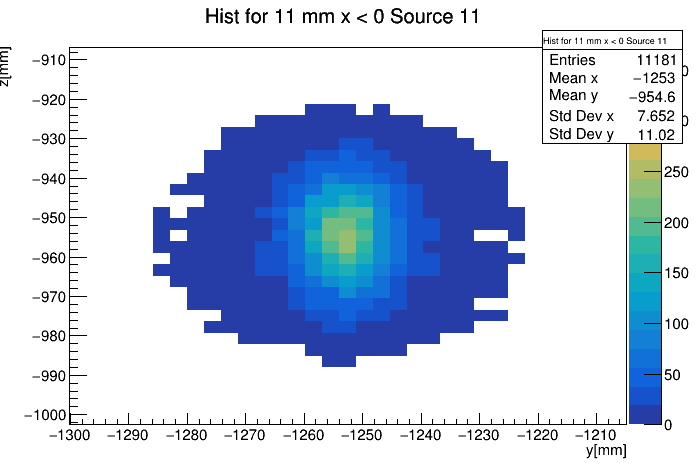 Hist for 11 mm x < 0 Source 11
z[mm]
Hist for 11 mm x < 0 Source 11
Entries 11181
Mean x −1253
Mean y −954.6
Std Dev x 7.652
Std Dev y 11.02
−910
−920
−930
−940
−950
−960
−970
−980
−990
−1000
−1300 −1290 −1280 −1270 −1260 −1250 −1240 −1230 −1220 −1210
y[mm]
250
200
150
100
50
0